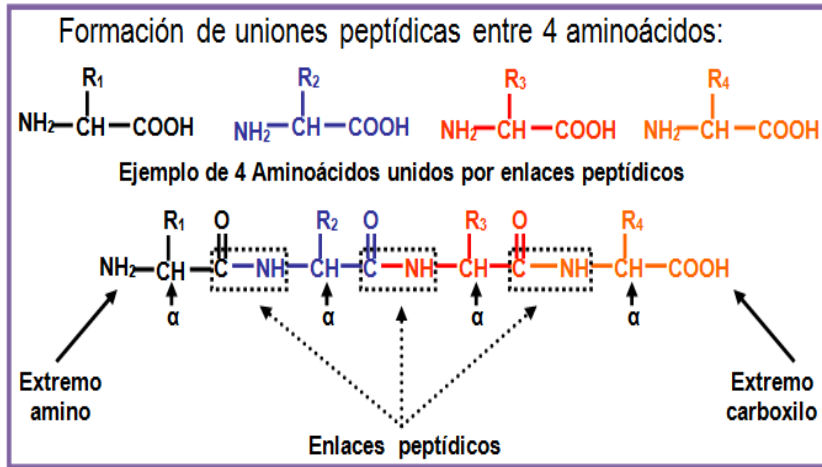 Formación de uniones peptídicas entre 4 aminoácidos:
R₁ R₂ R₃ R₄
NH₂—CH—COOH NH₂—CH—COOH NH₂—CH—COOH NH₂—CH—COOH
Ejemplo de 4 Aminoácidos unidos por enlaces peptídicos
R₁ O R₂ O R₃ O R₄
NH₂—CH—C—NH—CH—C—NH—CH—C—NH—CH—COOH
α α α α
Extremo amino
Extremo carboxilo
Enlaces peptídicos